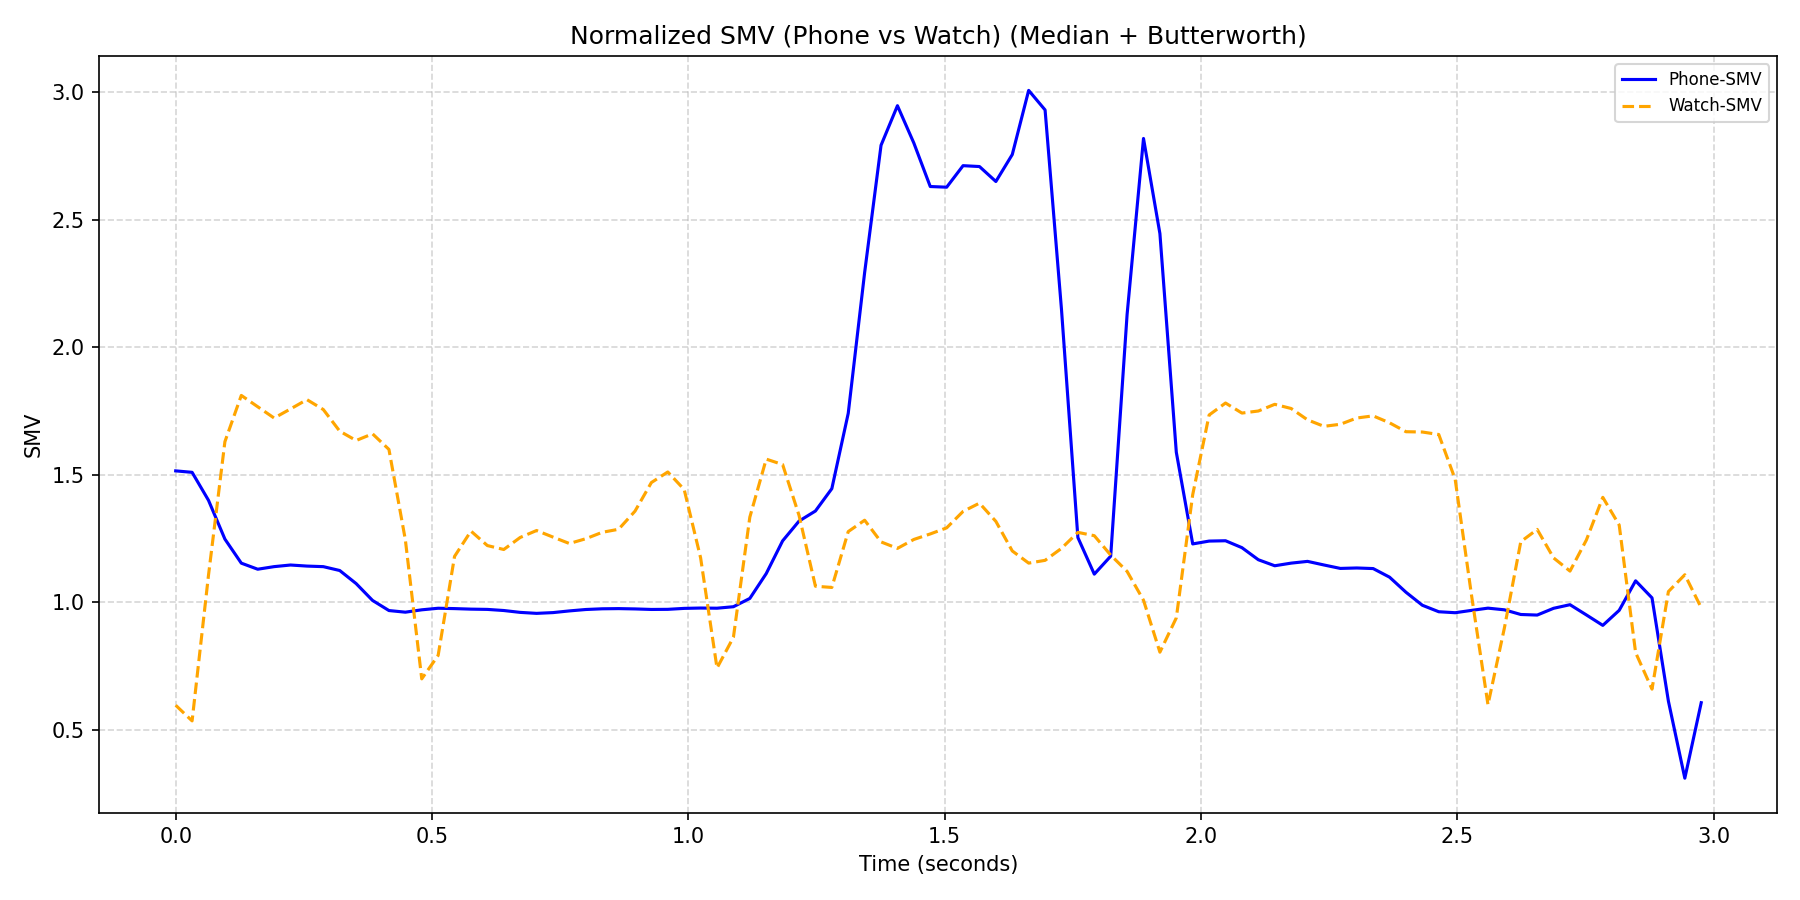 Normalized SMV (Phone vs Watch) (Median + Butterworth)
Phone-SMV
Watch-SMV
SMV
3.0
2.5
2.0
1.5
1.0
0.5
0.0 0.5 1.0 1.5 2.0 2.5 3.0
Time (seconds)